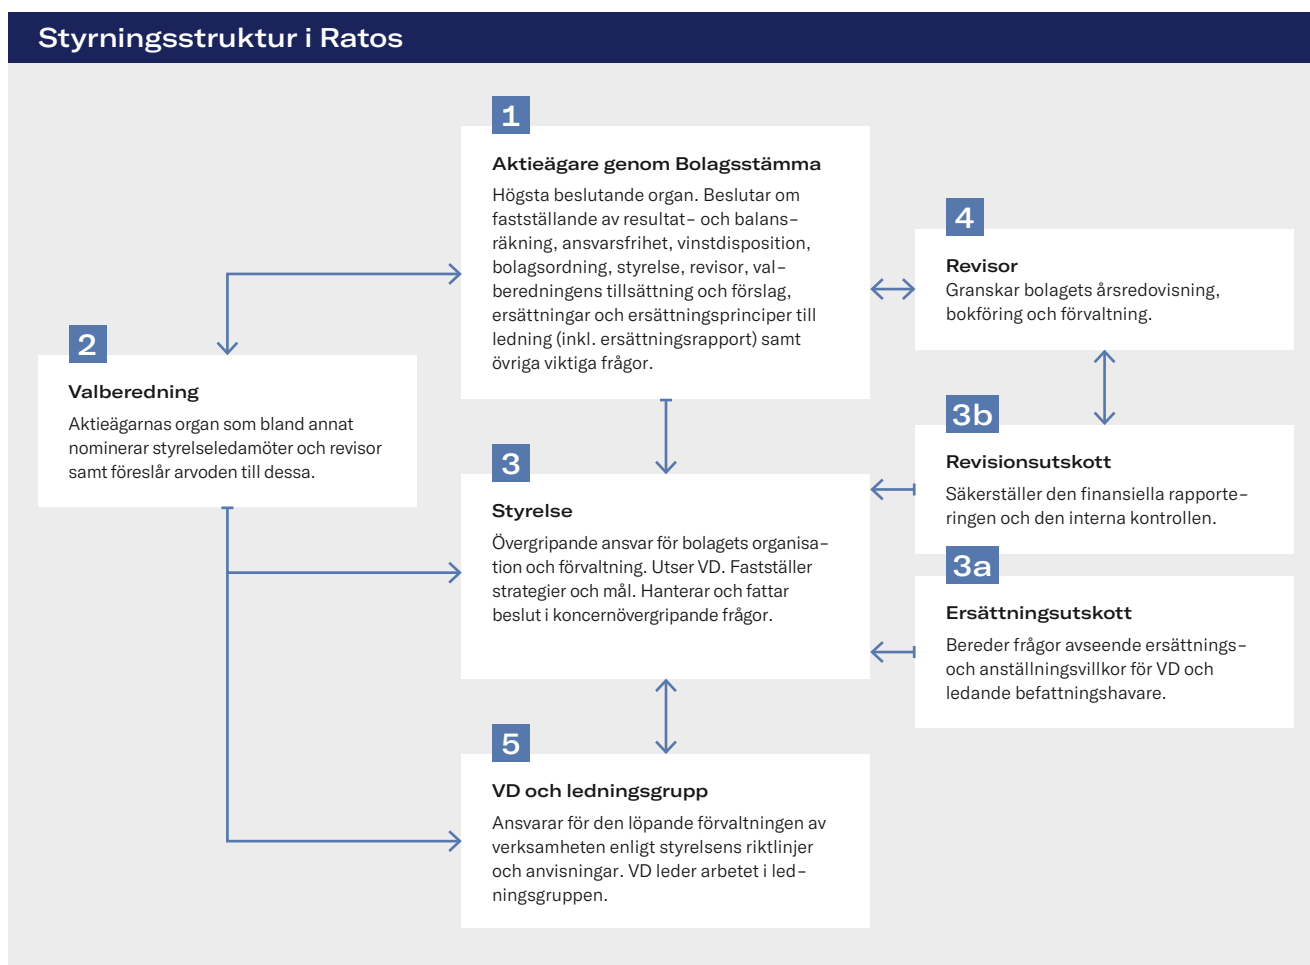 Styrningsstruktur i Ratos
1
Aktieägare genom Bolagsstämma
Högsta beslutande organ. Beslutar om
fastställande av resultat- och balans-
räkning, ansvarsfrihet, vinstdisposition,
bolagsordning, styrelse, revisor, val-
beredningens tillsättning och förslag,
ersättningar och ersättningsprinciper till
ledning (inkl. ersättningsrapport) samt
övriga viktiga frågor.
2
Valberedning
Aktieägarnas organ som bland annat
nominerar styrelseledamöter och revisor
samt föreslår arvoden till dessa.
3
Styrelse
Övergripande ansvar för bolagets organisa-
tion och förvaltning. Utser VD. Fastställer
strategier och mål. Hanterar och fattar
beslut i koncernövergripande frågor.
4
Revisor
Granskar bolagets årsredovisning,
bokföring och förvaltning.
3b
Revisionsutskott
Säkerställer den finansiella rapporte-
ringen och den interna kontrollen.
3a
Ersättningsutskott
Bereder frågor avseende ersättnings-
och anställningsvillkor för VD och
ledande befattningshavare.
5
VD och ledningsgrupp
Ansvarar för den löpande förvaltningen av
verksamheten enligt styrelsens riktlinjer
och anvisningar. VD leder arbetet i led-
ningsgruppen.